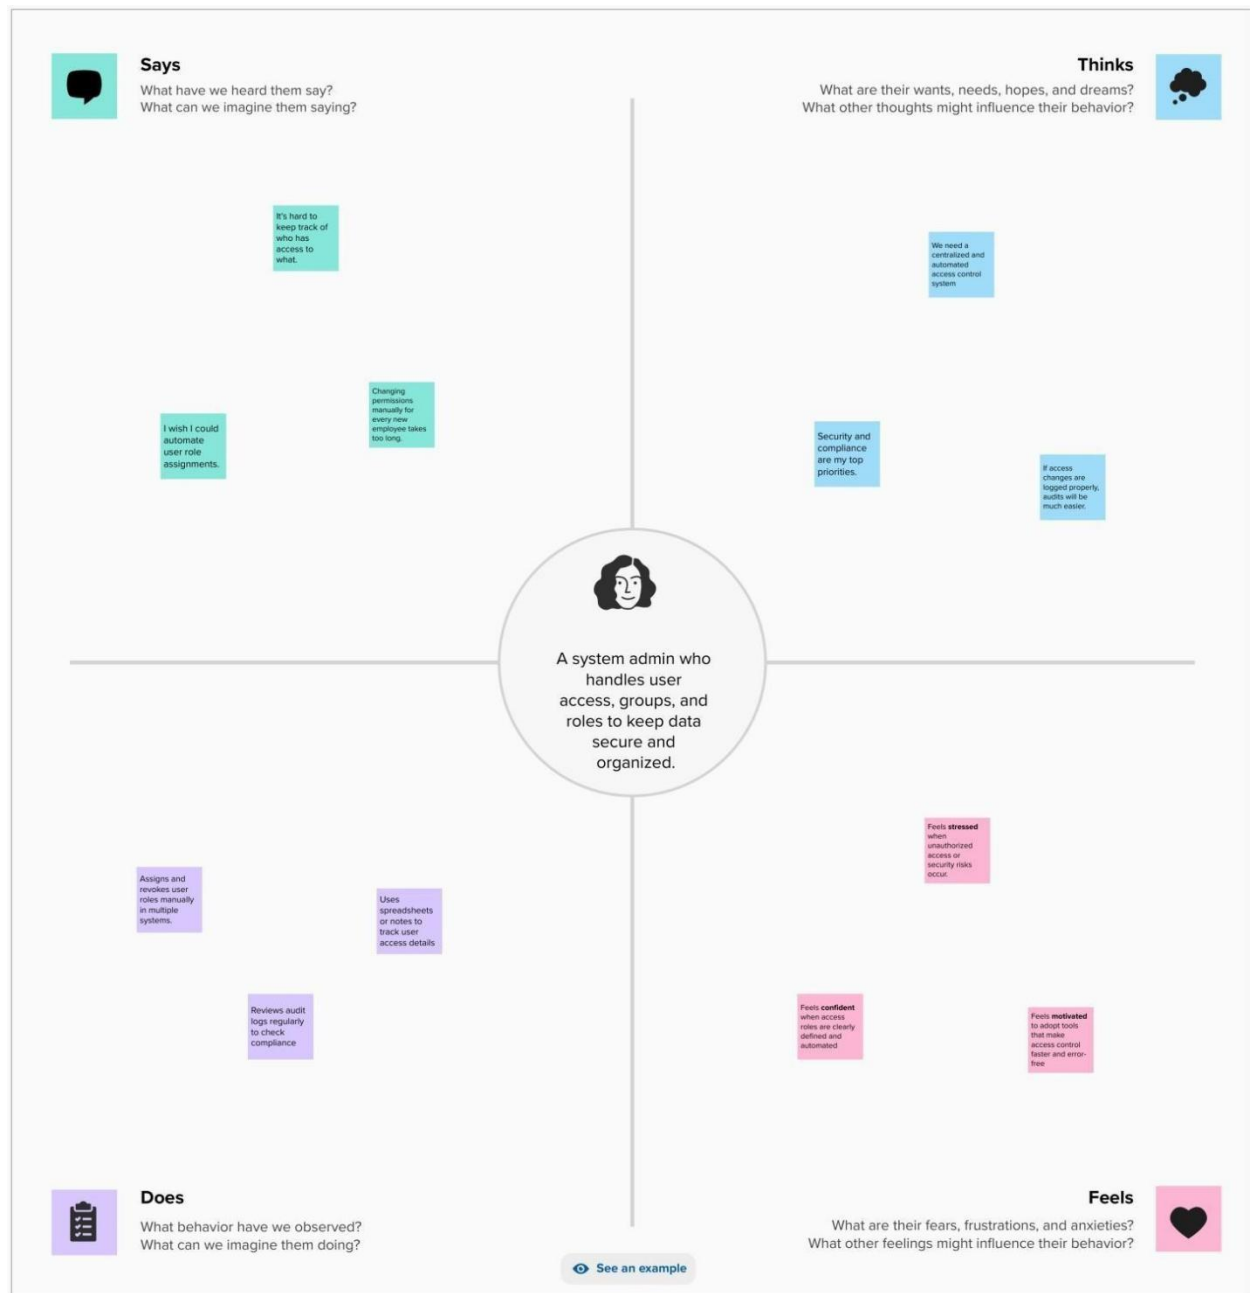 Says
What have we heard them say?
What can we imagine them saying?
Thinks
What are their wants, needs, hopes, and dreams?
What other thoughts might influence their behavior?
It's hard to
keep track of
who has
access to
what.
I wish I could
automate
user role
assignments.
Changing
permissions
manually for
every new
employee takes
too long.
We need a
centralized and
automated
access control
system
Security and
compliance
are my top
priorities.
If access
changes are
logged properly,
audits will be
much easier.
A system admin who
handles user
access, groups, and
roles to keep data
secure and
organized.
Assigns and
revokes user
roles manually
in multiple
systems.
Uses
spreadsheets
or notes to
track user
access details
Reviews audit
logs regularly
to check
compliance
Feels stressed
when
unauthorized
access or
security risks
occur.
Feels confident
when access
roles are clearly
defined and
automated
Feels motivated
to adopt tools
that make
access control
faster and error-
free
Does
What behavior have we observed?
What can we imagine them doing?
Feels
What are their fears, frustrations, and anxieties?
What other feelings might influence their behavior?
See an example